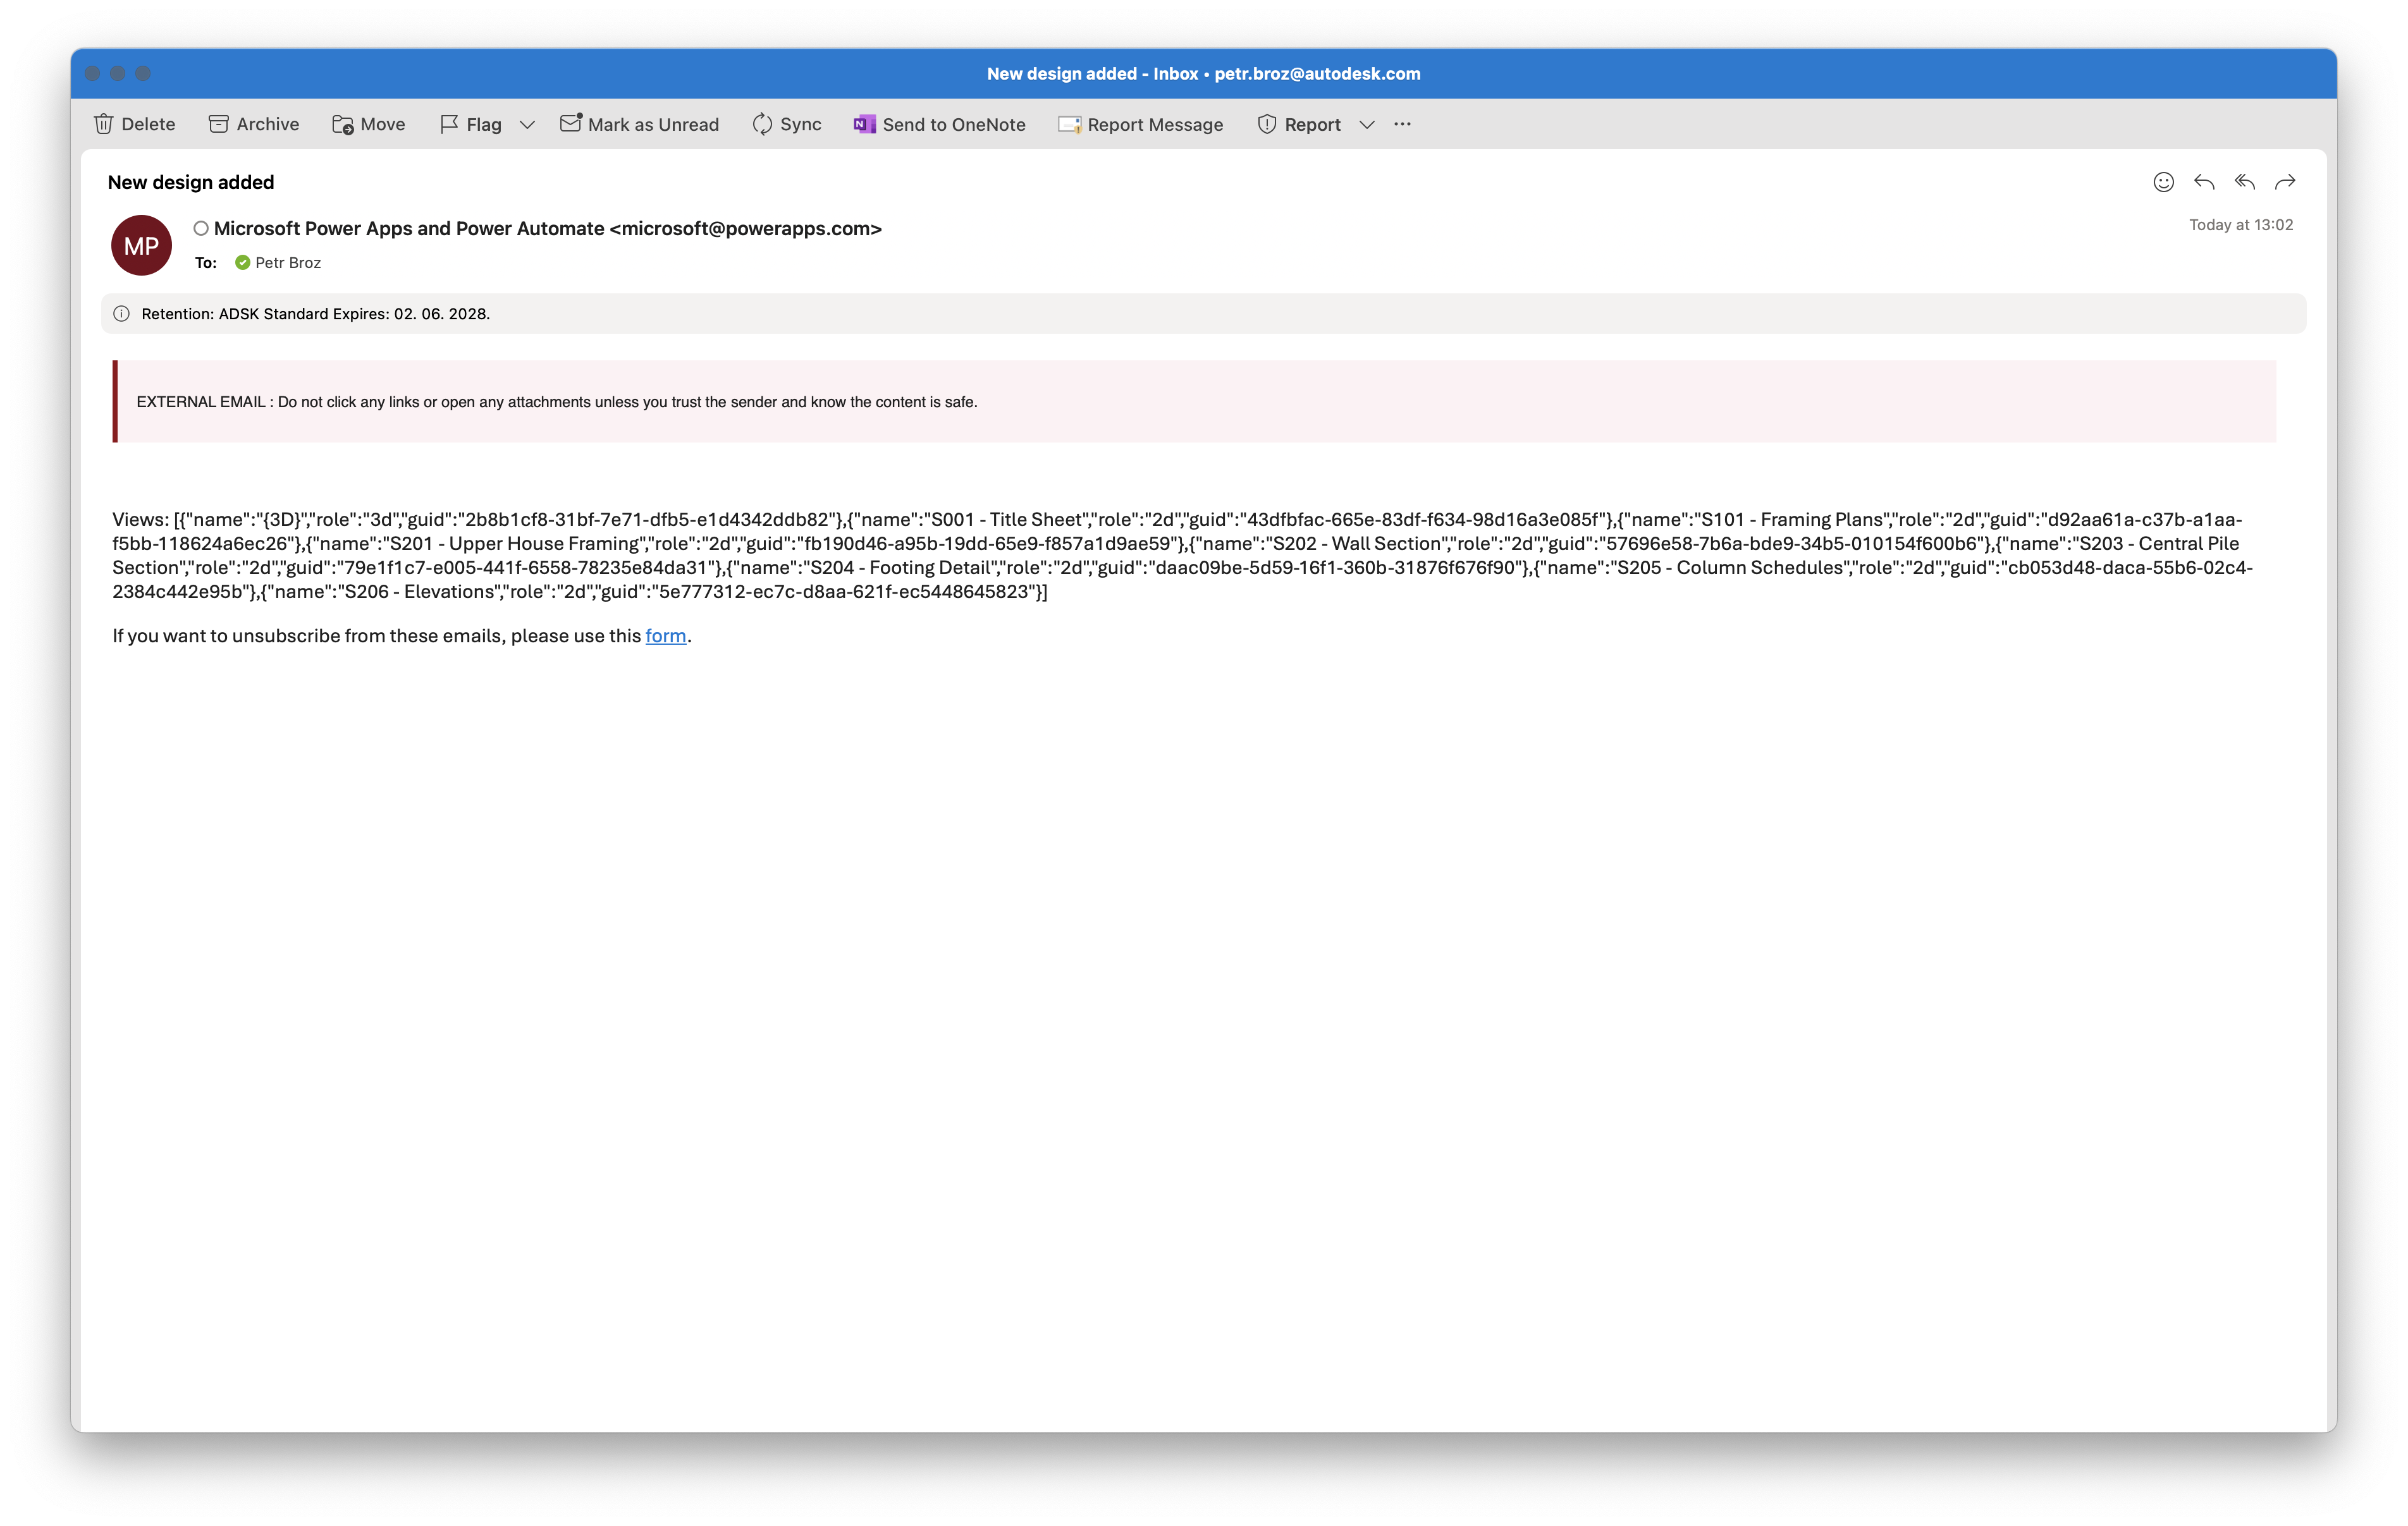 New design added - Inbox • petr.broz@autodesk.com
Delete Archive Move Flag Mark as Unread Sync Send to OneNote Report Message Report
New design added
MP Microsoft Power Apps and Power Automate <microsoft@powerapps.com>
Today at 13:02
To: Petr Broz
Retention: ADSK Standard Expires: 02. 06. 2028.
EXTERNAL EMAIL : Do not click any links or open any attachments unless you trust the sender and know the content is safe.
Views: [{"name":"{3D}","role":"3d","guid":"2b8b1cf8-31bf-7e71-dfb5-e1d4342ddb82"},{"name":"S001 - Title Sheet","role":"2d","guid":"43dfbfac-665e-83df-f634-98d16a3e085f"},{"name":"S101 - Framing Plans","role":"2d","guid":"d92aa61a-c37b-a1aa-
f5bb-118624a6ec26"},{"name":"S201 - Upper House Framing","role":"2d","guid":"fb190d46-a95b-19dd-65e9-f857a1d9ae59"},{"name":"S202 - Wall Section","role":"2d","guid":"57696e58-7b6a-bde9-34b5-010154f600b6"},{"name":"S203 - Central Pile
Section","role":"2d","guid":"79e1f1c7-e005-441f-6558-78235e84da31"},{"name":"S204 - Footing Detail","role":"2d","guid":"daac09be-5d59-16f1-360b-31876f676f90"},{"name":"S205 - Column Schedules","role":"2d","guid":"cb053d48-daca-55b6-02c4-
2384c442e95b"},{"name":"S206 - Elevations","role":"2d","guid":"5e777312-ec7c-d8aa-621f-ec5448645823"}]
If you want to unsubscribe from these emails, please use this form.